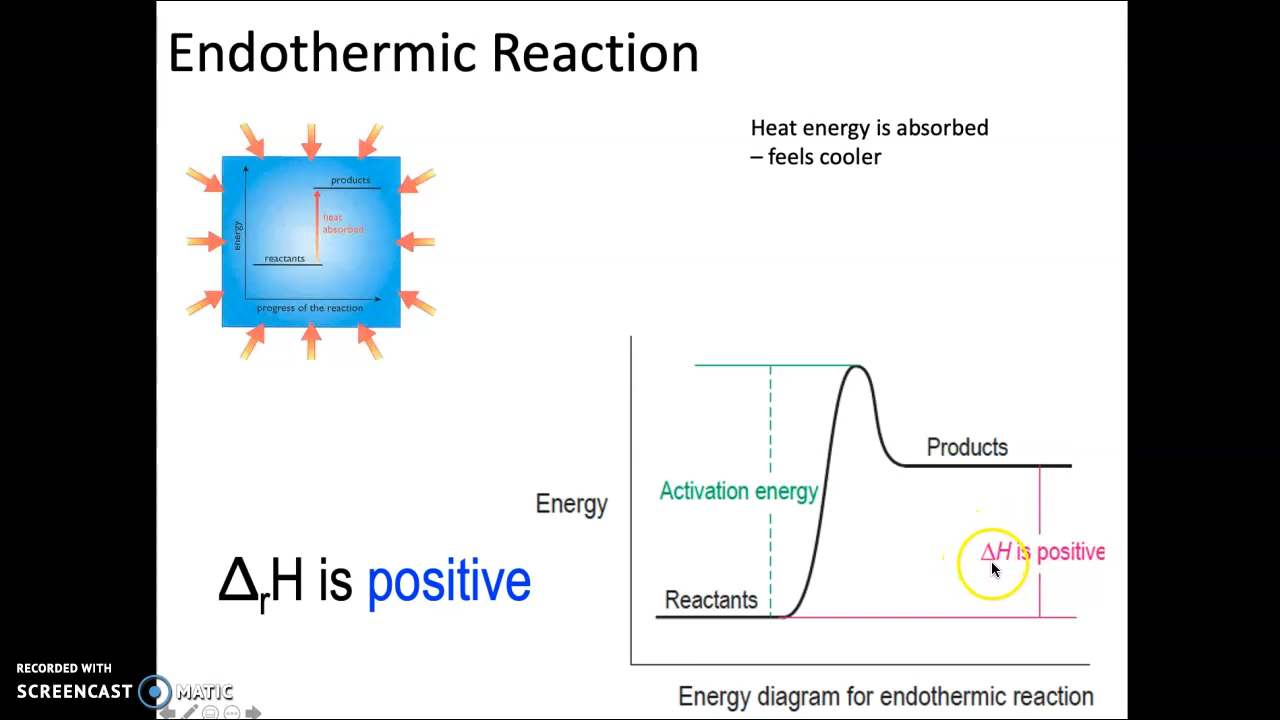 Endothermic Reaction
Heat energy is absorbed
– feels cooler
products
heat
absorbed
energy
reactants
progress of the reaction
Products
Activation energy
Energy
ΔH is positive
ΔrH is positive
Reactants
Energy diagram for endothermic reaction
RECORDED WITH
SCREENCAST MATIC